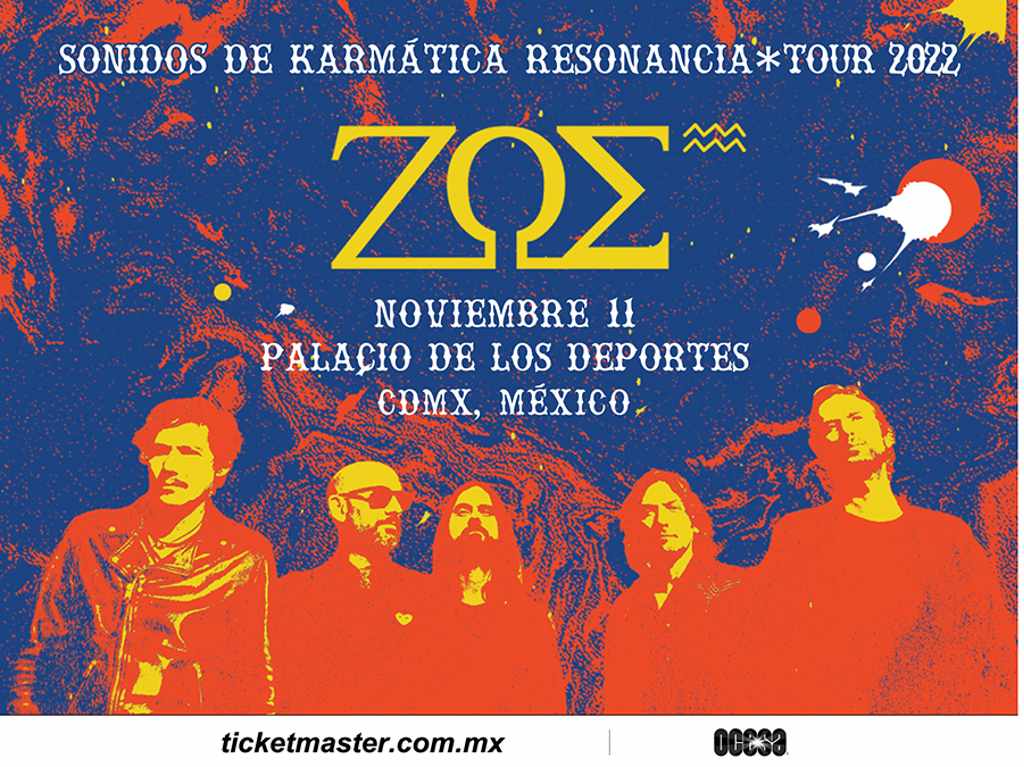 SONIDOS DE KARMÁTICA RESONANCIA*TOUR 2022
ZΩΣ
NOVIEMBRE 11
PALACIO DE LOS DEPORTES
CDMX, MÉXICO
ticketmaster.com.mx
ocesa